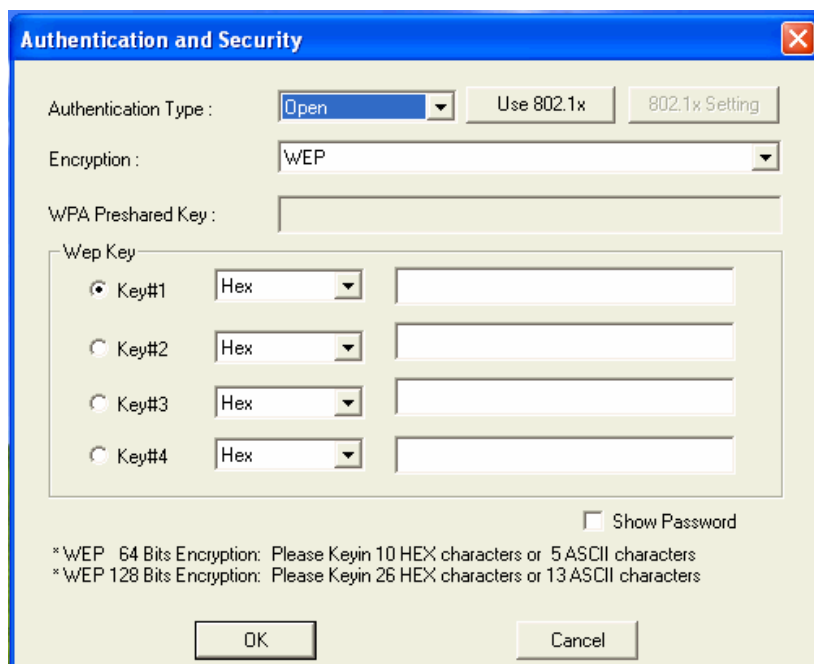 Authentication and Security
Authentication Type : Open Use 802.1x 802.1x Setting
Encryption : WEP
WPA Preshared Key :
Wep Key
Key#1 Hex
Key#2 Hex
Key#3 Hex
Key#4 Hex
Show Password
* WEP 64 Bits Encryption: Please Keyin 10 HEX characters or 5 ASCII characters
* WEP 128 Bits Encryption: Please Keyin 26 HEX characters or 13 ASCII characters
OK Cancel